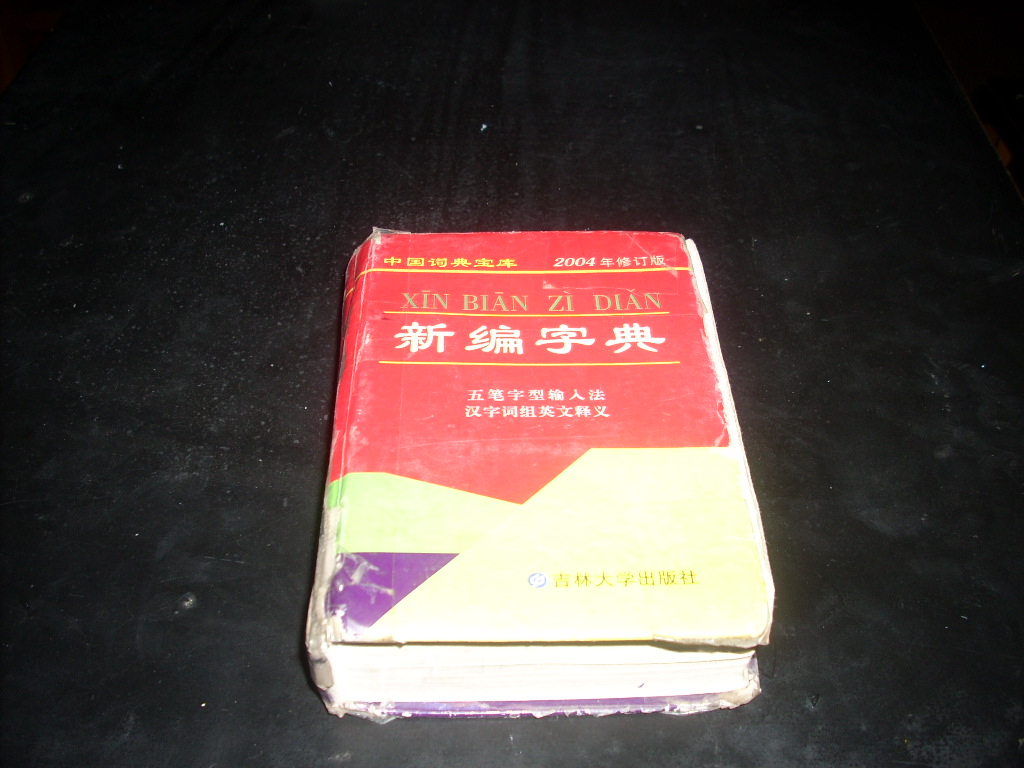 中国词典宝库 2004年修订版
XĪN BIĀN ZÌ DIǍN
新编字典
五笔字型输入法
汉字词组英文释义
吉林大学出版社